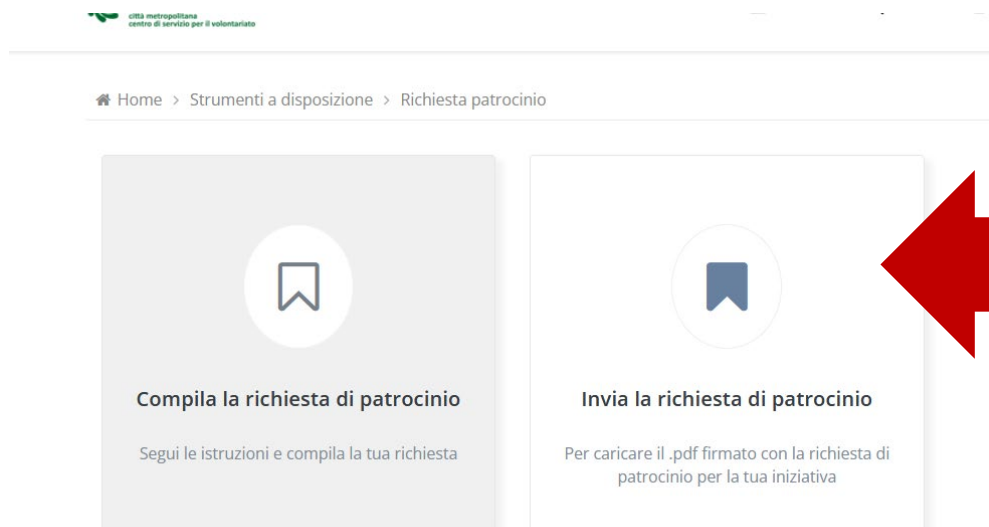 città metropolitana
centro di servizio per il volontariato
Home > Strumenti a disposizione > Richiesta patrocinio
Compila la richiesta di patrocinio
Segui le istruzioni e compila la tua richiesta
Invia la richiesta di patrocinio
Per caricare il .pdf firmato con la richiesta di
patrocinio per la tua iniziativa